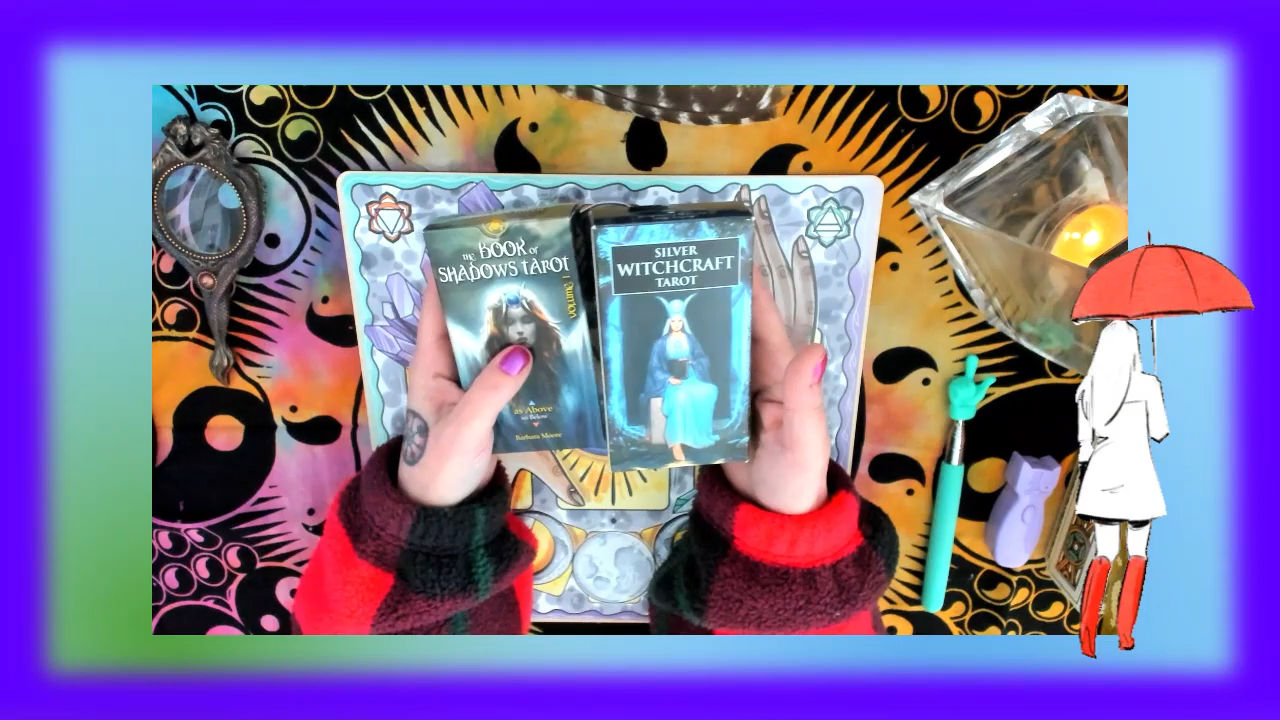 THE BOOK OF
SHADOWS TAROT
VOLUME I
as Above
so Below
Barbara Moore
SILVER
WITCHCRAFT
TAROT